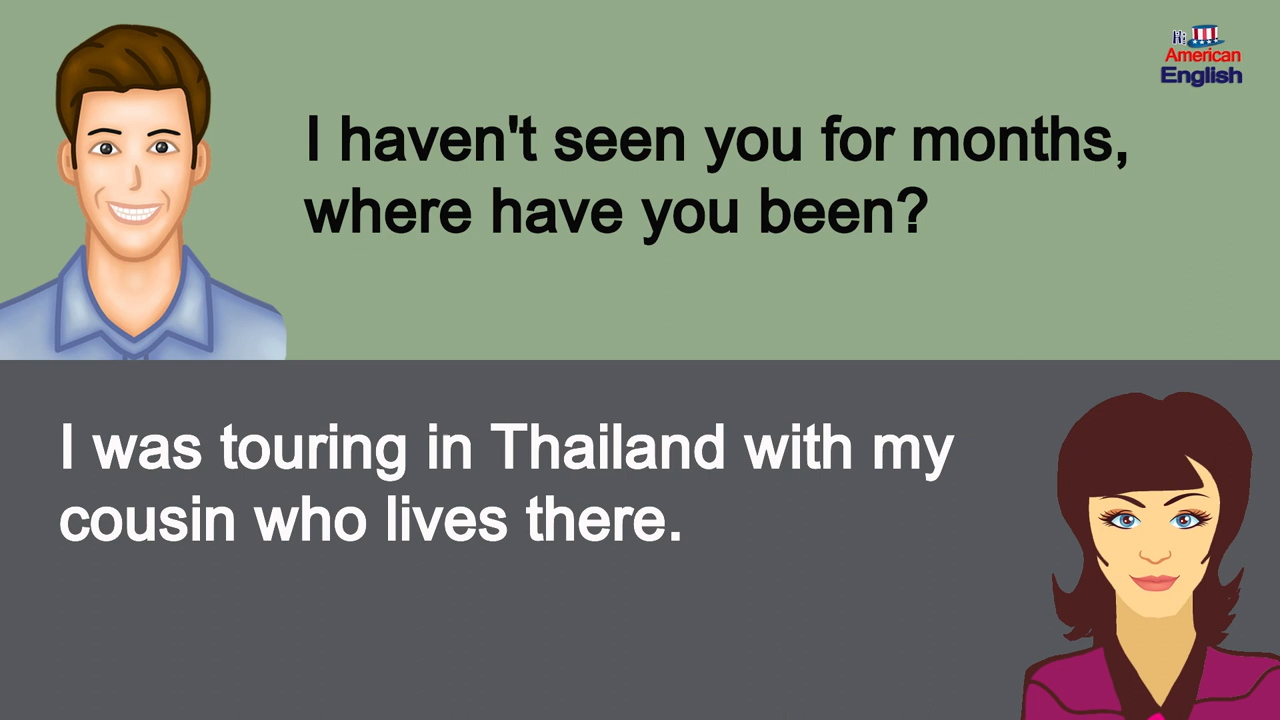 Hi
American
English
I haven't seen you for months,
where have you been?
I was touring in Thailand with my
cousin who lives there.